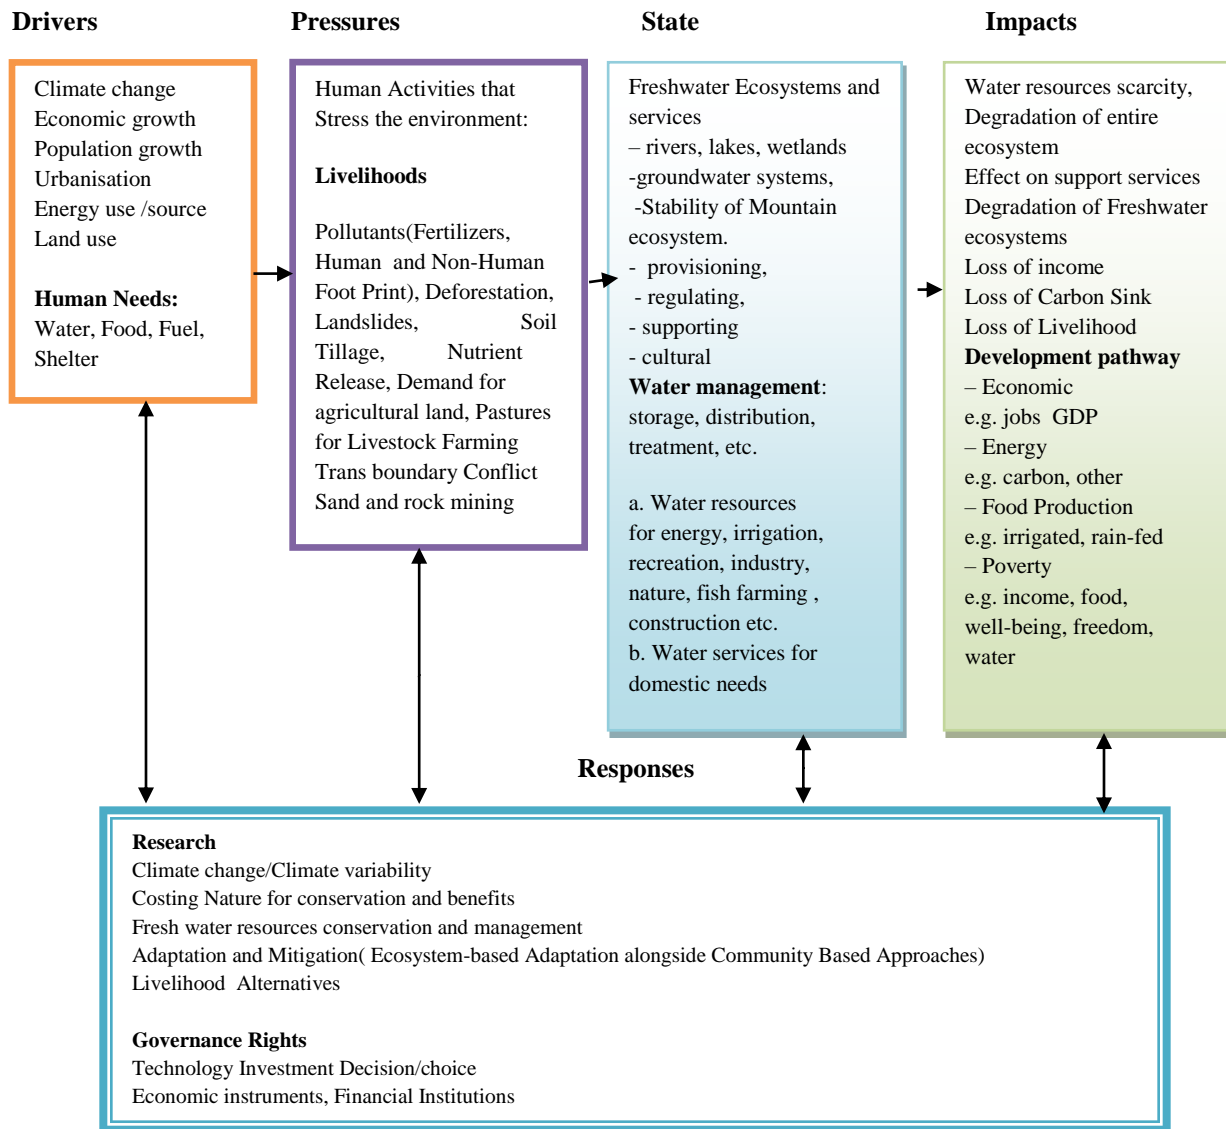 Drivers
Pressures
State
Impacts
Climate change
Economic growth
Population growth
Urbanisation
Energy use /source
Land use
Human Needs:
Water, Food, Fuel,
Shelter
Human Activities that
Stress the environment:
Livelihoods
Pollutants(Fertilizers,
Human and Non-Human
Foot Print), Deforestation,
Landslides, Soil
Tillage, Nutrient
Release, Demand for
agricultural land, Pastures
for Livestock Farming
Trans boundary Conflict
Sand and rock mining
Freshwater Ecosystems and
services
– rivers, lakes, wetlands
-groundwater systems,
-Stability of Mountain
ecosystem.
- provisioning,
- regulating,
- supporting
- cultural
Water management:
storage, distribution,
treatment, etc.
a. Water resources
for energy, irrigation,
recreation, industry,
nature, fish farming ,
construction etc.
b. Water services for
domestic needs
Water resources scarcity,
Degradation of entire
ecosystem
Effect on support services
Degradation of Freshwater
ecosystems
Loss of income
Loss of Carbon Sink
Loss of Livelihood
Development pathway
– Economic
e.g. jobs GDP
– Energy
e.g. carbon, other
– Food Production
e.g. irrigated, rain-fed
– Poverty
e.g. income, food,
well-being, freedom,
water
Responses
Research
Climate change/Climate variability
Costing Nature for conservation and benefits
Fresh water resources conservation and management
Adaptation and Mitigation( Ecosystem-based Adaptation alongside Community Based Approaches)
Livelihood Alternatives
Governance Rights
Technology Investment Decision/choice
Economic instruments, Financial Institutions